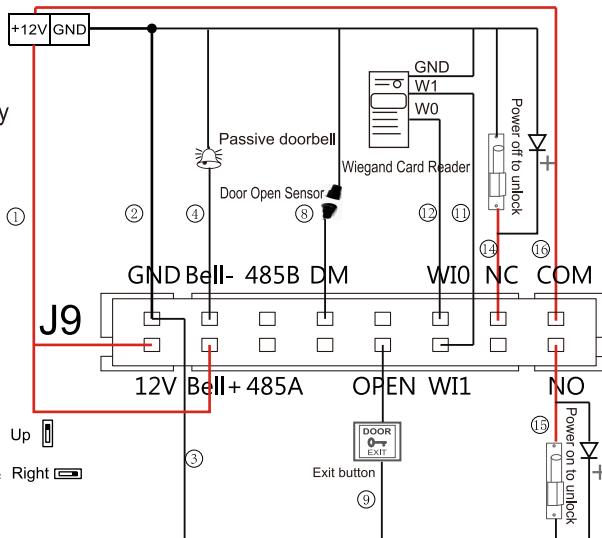 +12V GND
GND
W1
W0
y
Passive doorbell
Wiegand Card Reader
Power off to unlock
+
Door Open Sensor
① ② ④ ⑧ ⑫ ⑪ ⑭ ⑯
GND Bell- 485B DM WI0 NC COM
J9
12V Bell+ 485A OPEN WI1 NO
DOOR
EXIT
Exit button
Up
Right
③ ⑨ ⑮
Power on to unlock
+